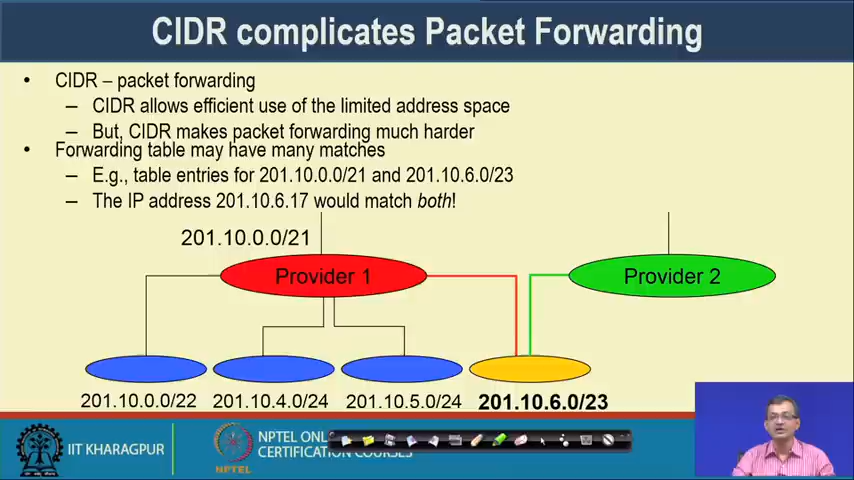 CIDR complicates Packet Forwarding
• CIDR – packet forwarding
– CIDR allows efficient use of the limited address space
– But, CIDR makes packet forwarding much harder
• Forwarding table may have many matches
– E.g., table entries for 201.10.0.0/21 and 201.10.6.0/23
– The IP address 201.10.6.17 would match both!
201.10.0.0/21
Provider 1
Provider 2
201.10.0.0/22
201.10.4.0/24
201.10.5.0/24
201.10.6.0/23
IIT KHARAGPUR
NPTEL
NPTEL ONL
CERTIFICATION COURSES